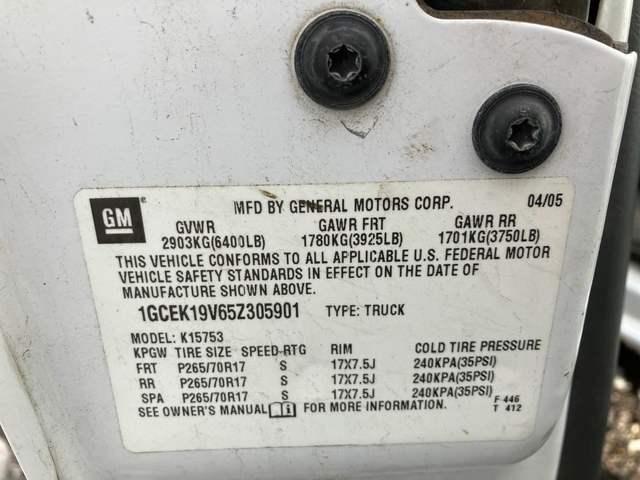 GM MFD BY GENERAL MOTORS CORP. 04/05
GVWR GAWR FRT GAWR RR
2903KG(6400LB) 1780KG(3925LB) 1701KG(3750LB)
THIS VEHICLE CONFORMS TO ALL APPLICABLE U.S. FEDERAL MOTOR
VEHICLE SAFETY STANDARDS IN EFFECT ON THE DATE OF
MANUFACTURE SHOWN ABOVE.
1GCEK19V65Z305901 TYPE: TRUCK
MODEL: K15753
KPGW TIRE SIZE SPEED-RTG RIM COLD TIRE PRESSURE
FRT P265/70R17 S 17X7.5J 240KPA(35PSI)
RR P265/70R17 S 17X7.5J 240KPA(35PSI)
SPA P265/70R17 S 17X7.5J 240KPA(35PSI)
SEE OWNER'S MANUAL FOR MORE INFORMATION. F 446
T 412